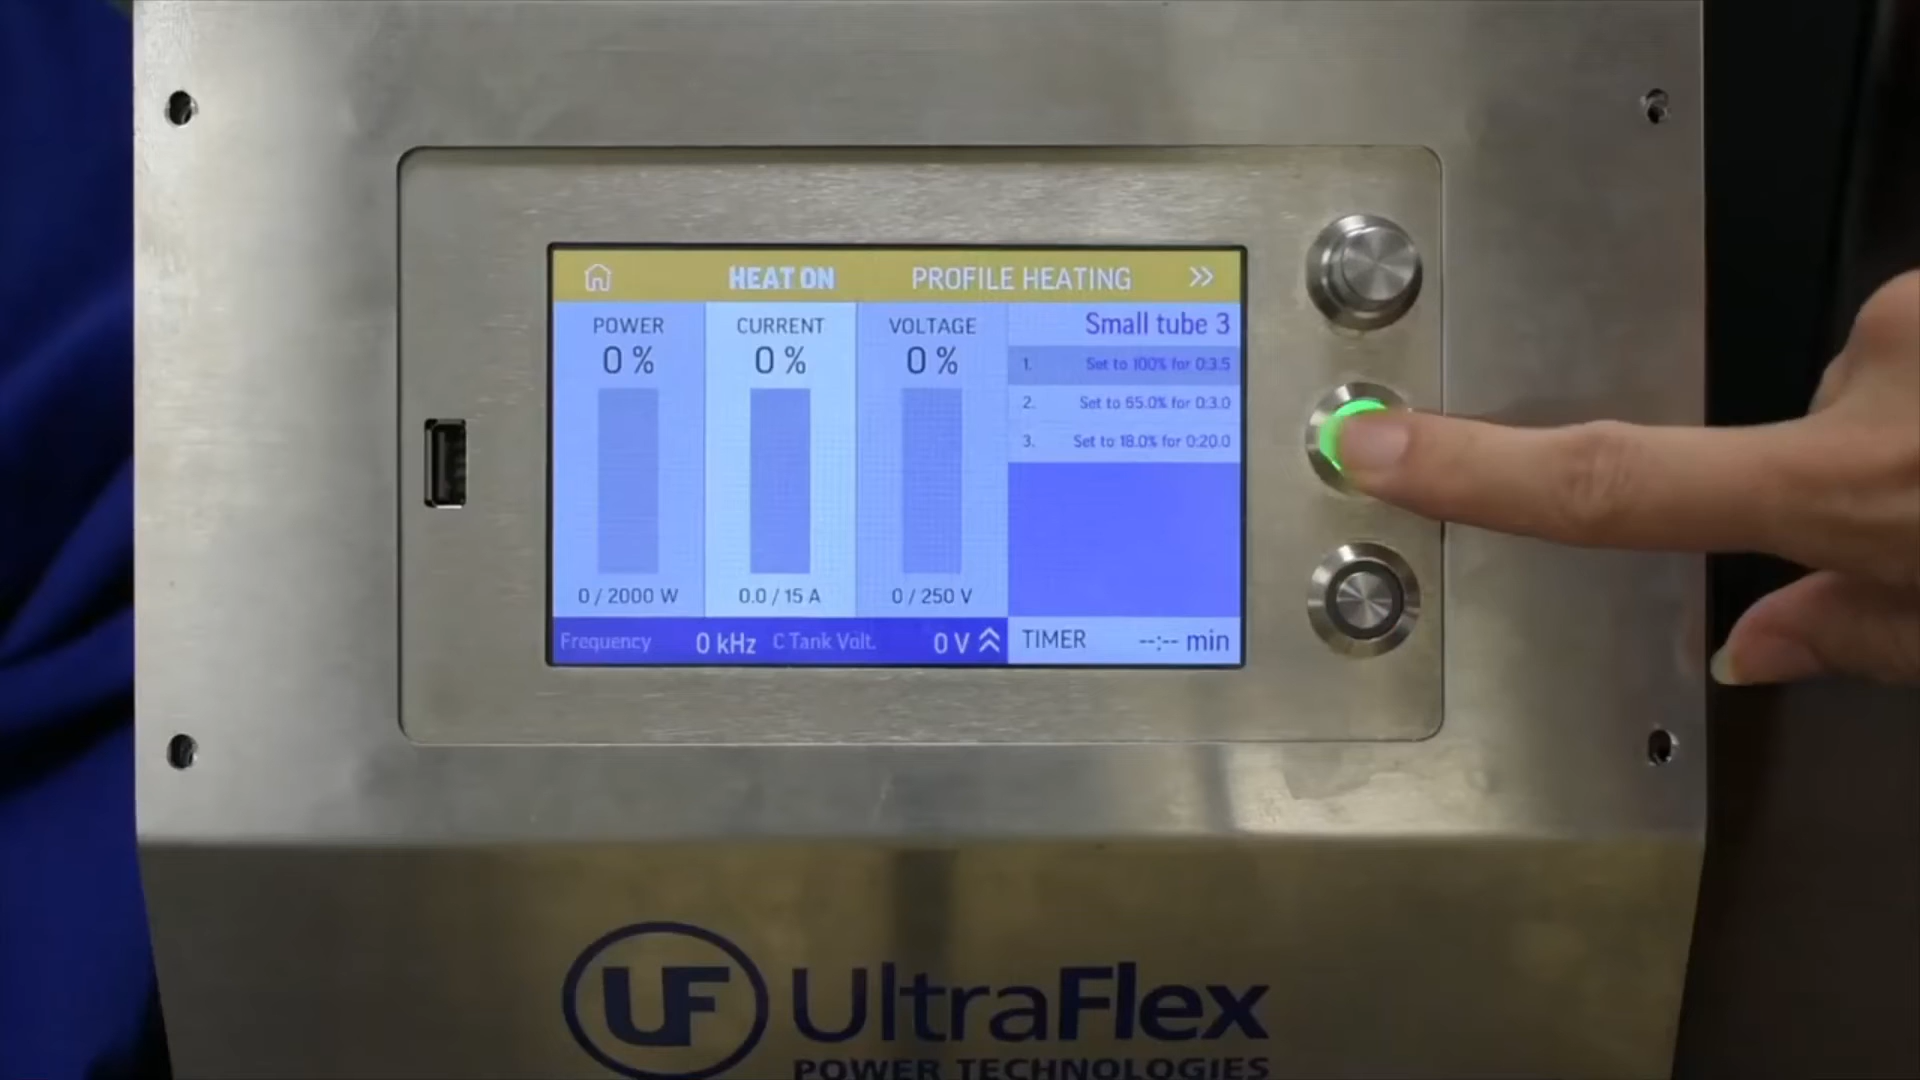 HEAT ON PROFILE HEATING
POWER
0 %
0 / 2000 W
CURRENT
0 %
0.0 / 15 A
VOLTAGE
0 %
0 / 250 V
Small tube 3
1. Set to 100% for 0:3.5
2. Set to 65.0% for 0:3.0
3. Set to 18.0% for 0:20.0
Frequency 0 kHz C Tank Volt. 0 V
TIMER --:-- min
UF UltraFlex
POWER TECHNOLOGIES